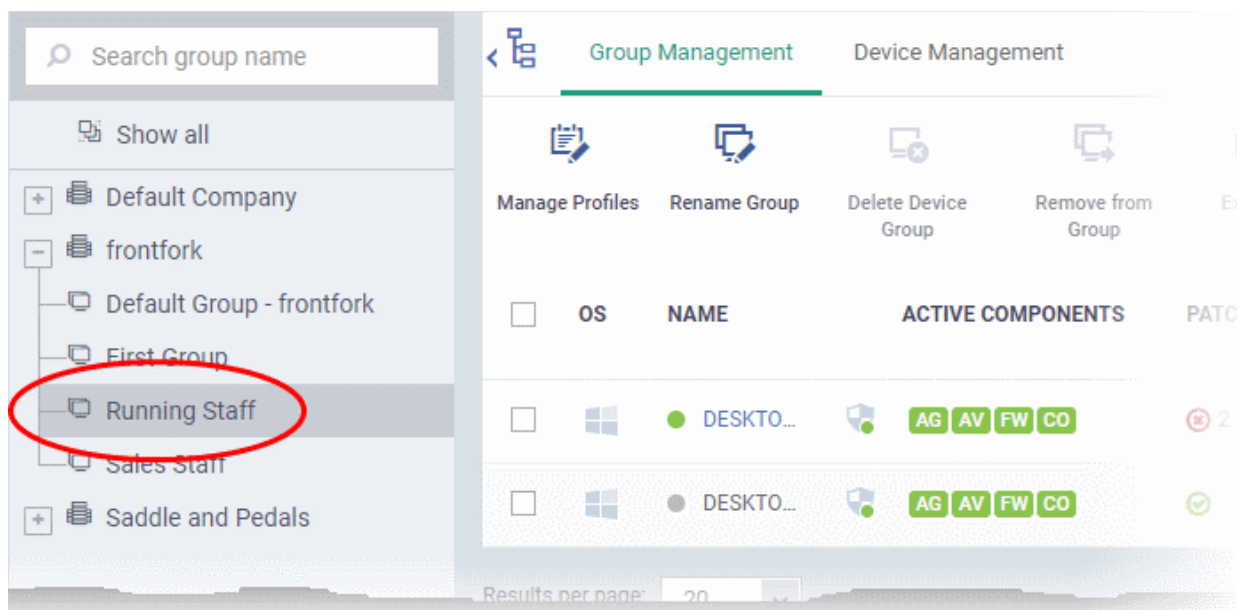 Search group name
Group Management
Device Management
Show all
Default Company
frontfork
Default Group - frontfork
First Group
Running Staff
Sales Staff
Saddle and Pedals
Manage Profiles
Rename Group
Delete Device
Group
Remove from
Group
OS NAME ACTIVE COMPONENTS
DESKTO... AG AV FW CO 2
DESKTO... AG AV FW CO
Results per page: 20